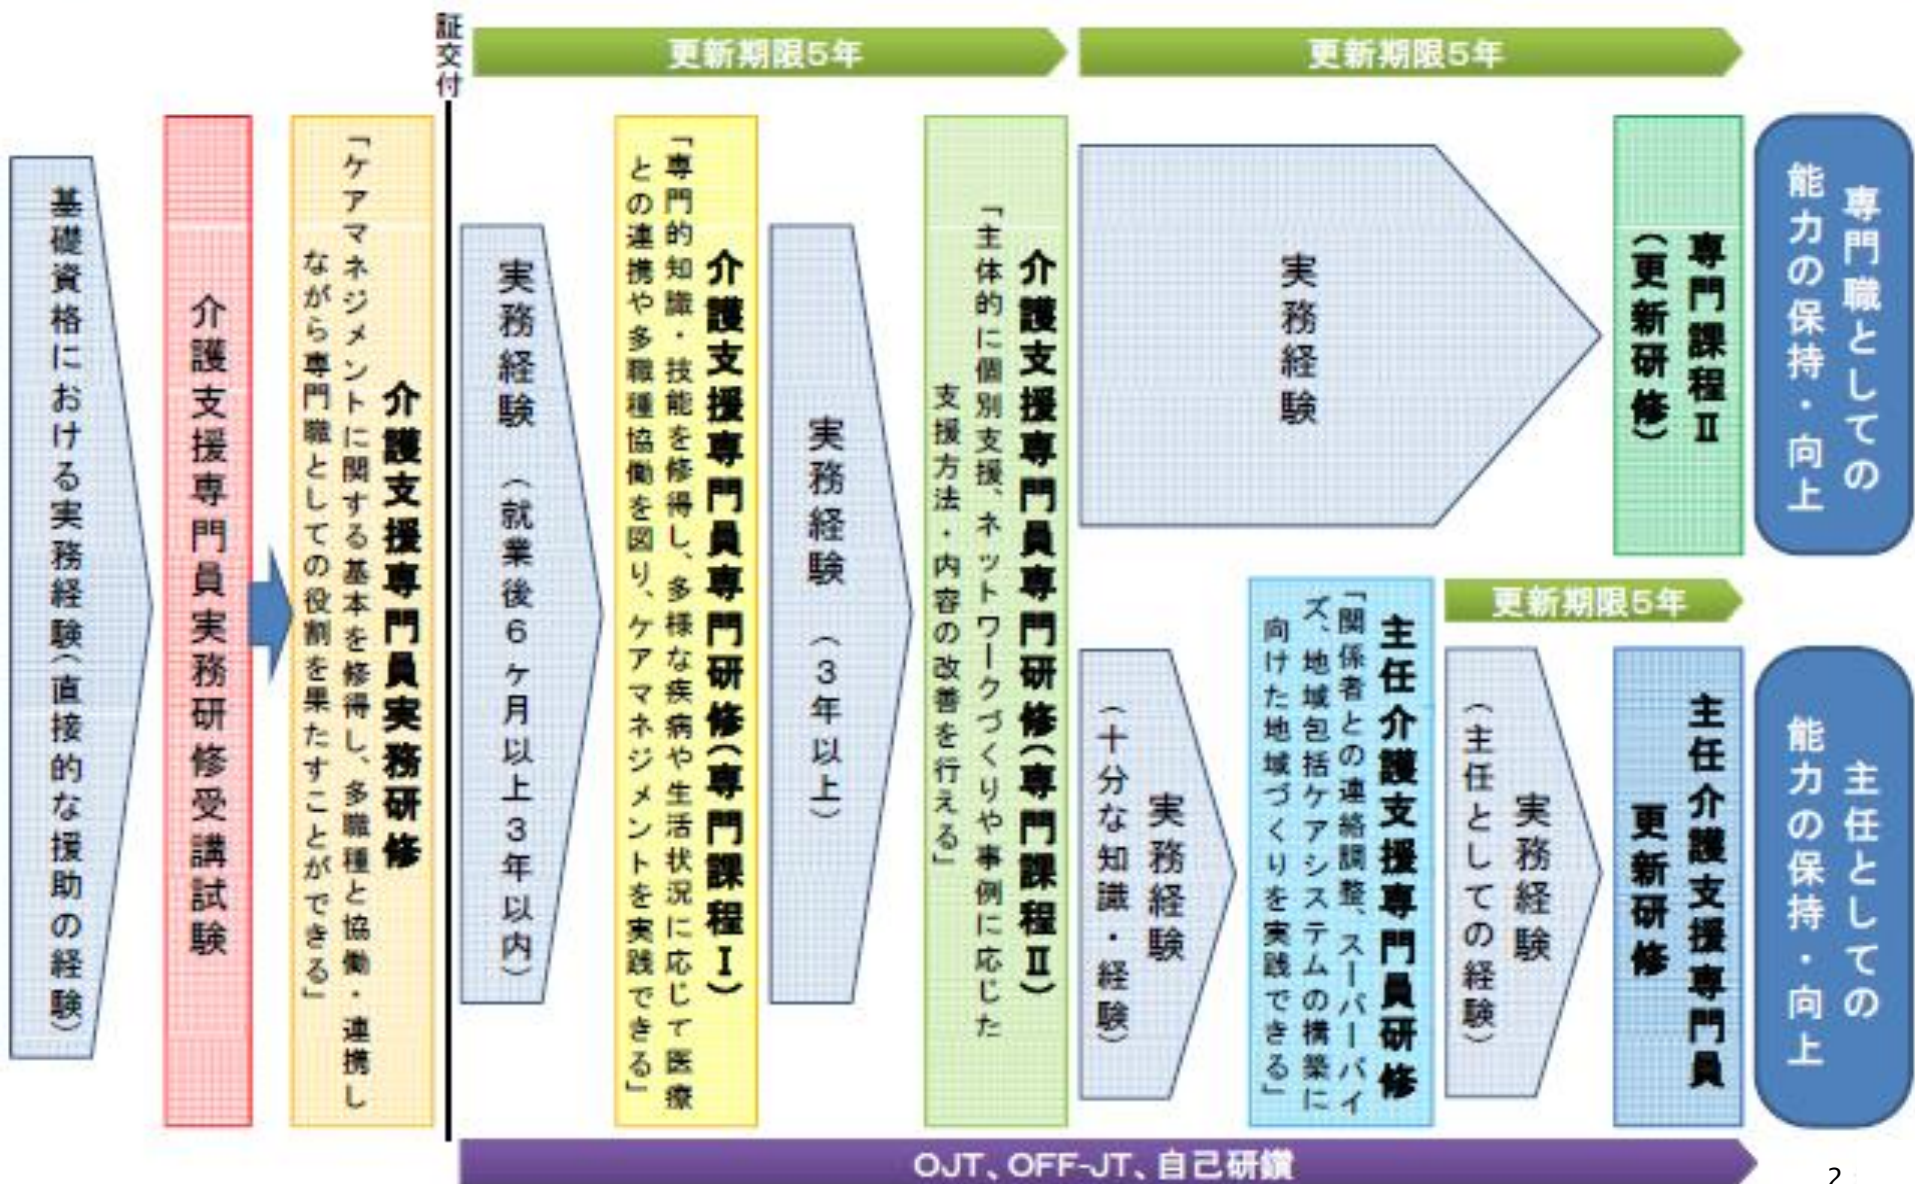 証交付
更新期限5年
更新期限5年
基礎資格における実務経験(直接的な援助の経験)
介護支援専門員実務研修受講試験
介護支援専門員実務研修
「ケアマネジメントに関する基本を修得し、多職種と協働・連携し
ながら専門職としての役割を果たすことができる」
実務経験 (就業後6ヶ月以上3年以内)
介護支援専門員専門研修(専門課程Ⅰ)
「専門的知識・技能を修得し、多様な疾病や生活状況に応じて医療
との連携や多職種協働を図り、ケアマネジメントを実践できる」
実務経験 (3年以上)
介護支援専門員専門研修(専門課程Ⅱ)
「主体的に個別支援、ネットワークづくりや事例に応じた
支援方法・内容の改善を行える」
実務経験
専門課程Ⅱ
(更新研修)
専門職としての
能力の保持・向上
実務経験
(十分な知識・経験)
主任介護支援専門員研修
「関係者との連絡調整、スーパーバイ
ズ、地域包括ケアシステムの構築に
向けた地域づくりを実践できる」
更新期限5年
実務経験
(主任としての経験)
主任介護支援専門員
更新研修
主任としての
能力の保持・向上
OJT、OFF-JT、自己研鑽
2